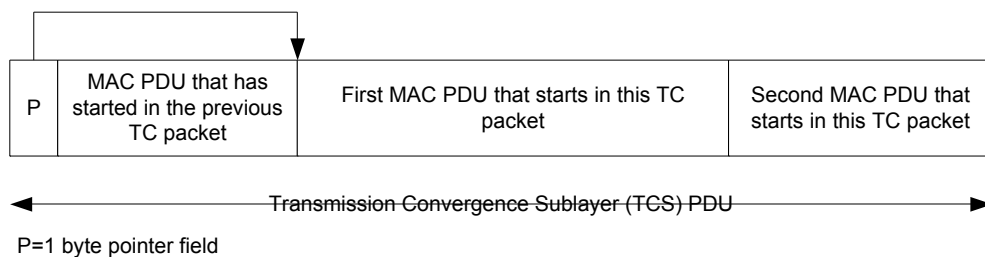 P
MAC PDU that has
started in the previous
TC packet
First MAC PDU that starts in this TC
packet
Second MAC PDU that
starts in this TC packet
Transmission Convergence Sublayer (TCS) PDU
P=1 byte pointer field